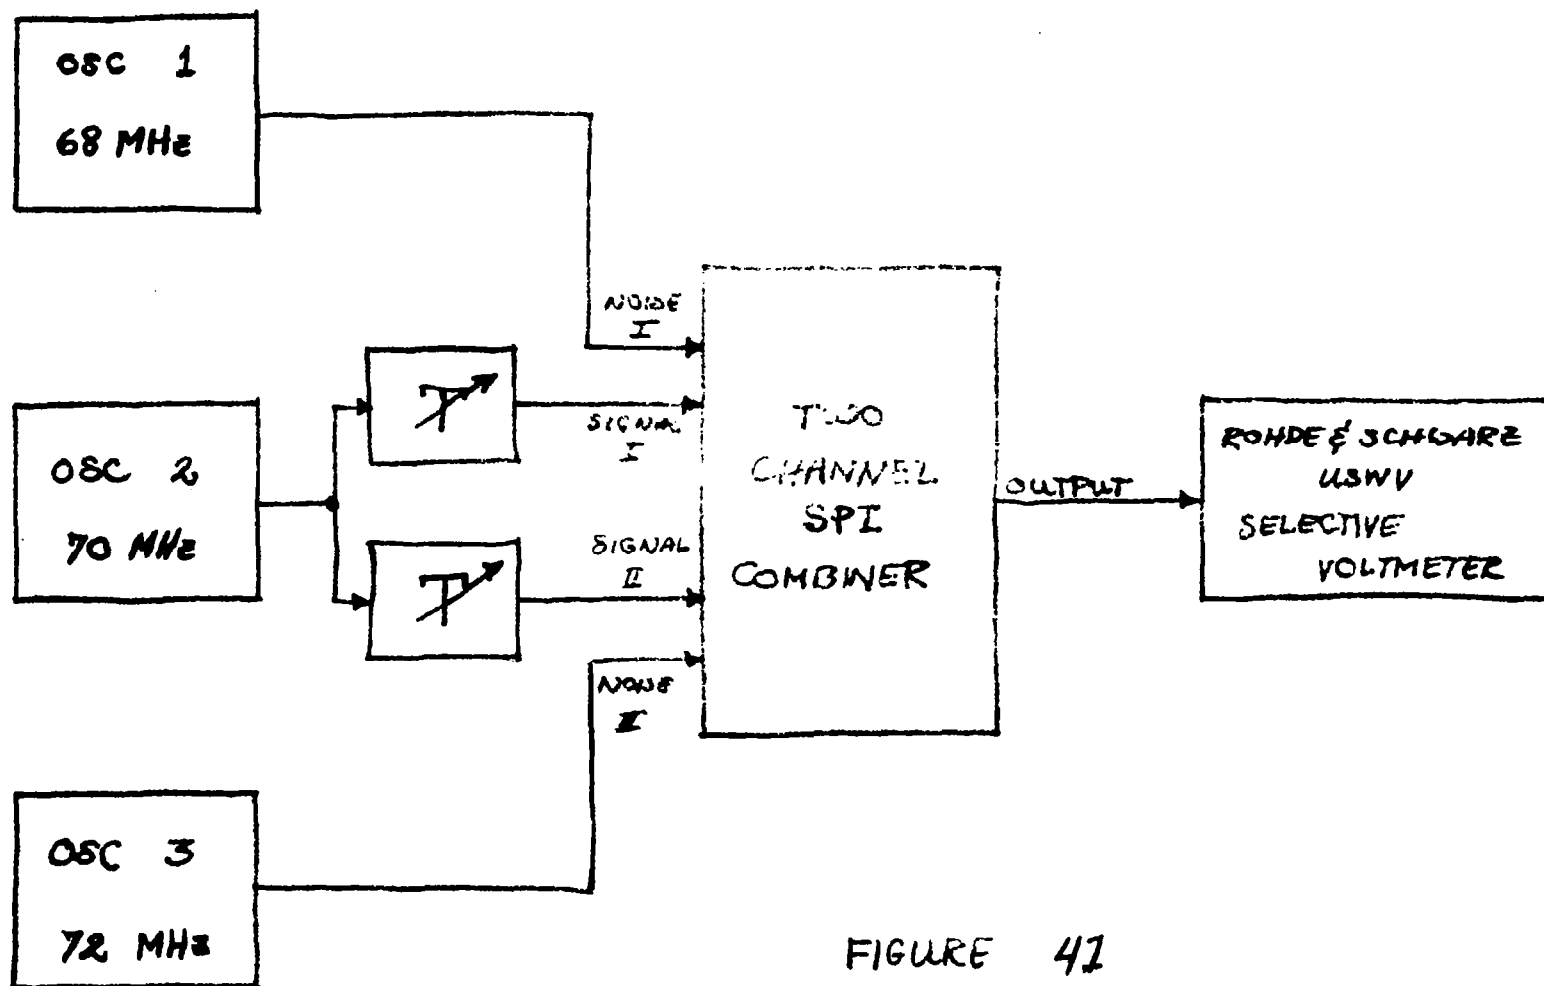 OSC 1
68 MHz
NOISE
I
T
SIGNAL
I
OSC 2
70 MHz
SIGNAL
II
T
NOISE
II
OSC 3
72 MHz
TWO
CHANNEL
SPI
COMBINER
OUTPUT
ROHDE & SCHWARZ
USWV
SELECTIVE
VOLTMETER
FIGURE 41